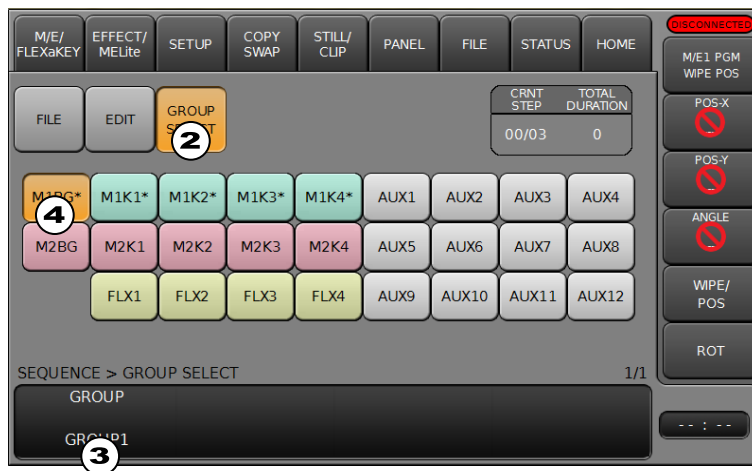 M/E/ FLEXaKEY EFFECT/ MELite SETUP COPY SWAP STILL/ CLIP PANEL FILE STATUS HOME
DISCONNECTED
M/E1 PGM WIPE POS
FILE EDIT GROUP SELECT
2
CRNT STEP TOTAL DURATION
00/03 0
POS-X
--
POS-Y
--
ANGLE
--
M1BG* M1K1* M1K2* M1K3* M1K4* AUX1 AUX2 AUX3 AUX4
4
M2BG M2K1 M2K2 M2K3 M2K4 AUX5 AUX6 AUX7 AUX8
FLX1 FLX2 FLX3 FLX4 AUX9 AUX10 AUX11 AUX12
WIPE/ POS
ROT
SEQUENCE > GROUP SELECT 1/1
GROUP
GROUP1
3
-- : --